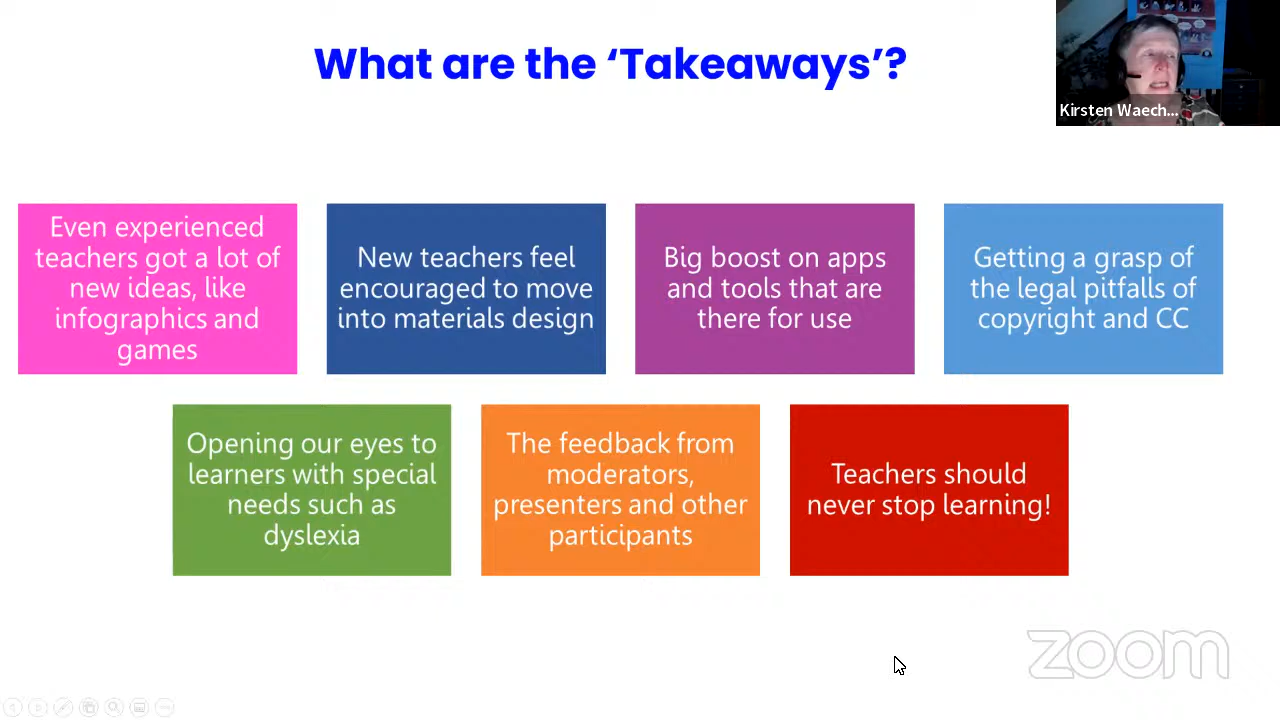 What are the ‘Takeaways’?
Kirsten Waech...
Even experienced
teachers got a lot of
new ideas, like
infographics and
games
New teachers feel
encouraged to move
into materials design
Big boost on apps
and tools that are
there for use
Getting a grasp of
the legal pitfalls of
copyright and CC
Opening our eyes to
learners with special
needs such as
dyslexia
The feedback from
moderators,
presenters and other
participants
Teachers should
never stop learning!
zoom